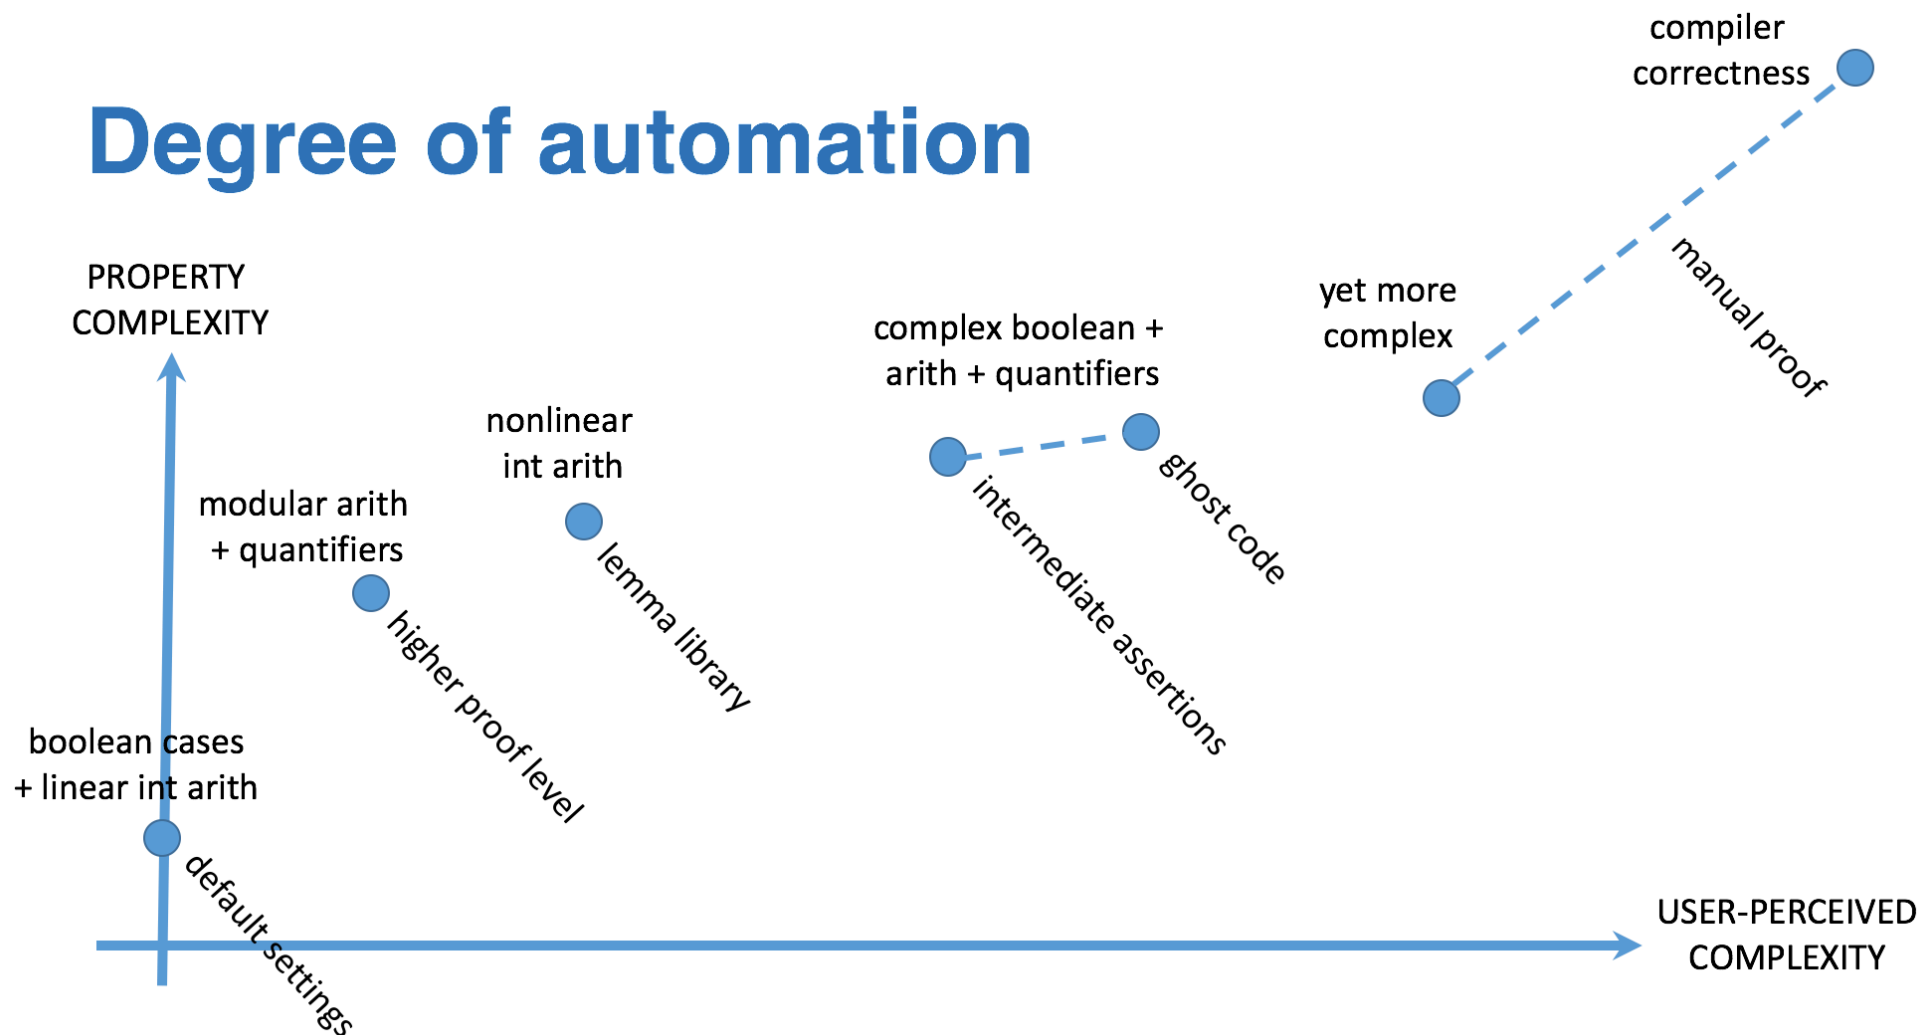 compiler
correctness
Degree of automation
PROPERTY
COMPLEXITY
manual proof
yet more
complex
complex boolean +
arith + quantifiers
nonlinear
int arith
modular arith
+ quantifiers
ghost code
intermediate assertions
lemma library
higher proof level
boolean cases
+ linear int arith
default settings
USER-PERCEIVED
COMPLEXITY